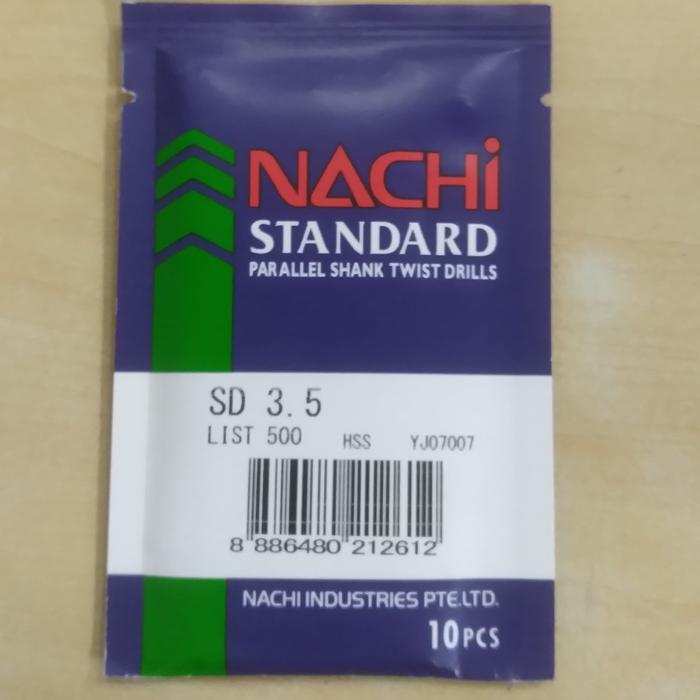 NACHi
STANDARD
PARALLEL SHANK TWIST DRILLS
SD 3.5
LIST 500 HSS YJ07007
8 886480 212612
NACHI INDUSTRIES PTE.LTD.
10PCS